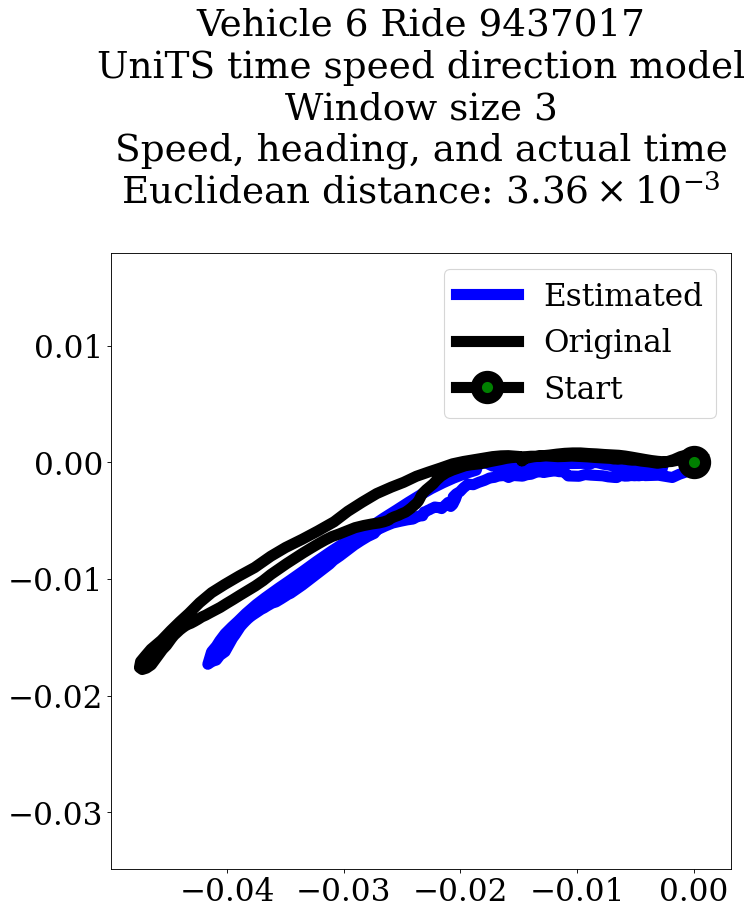 Vehicle 6 Ride 9437017
UniTS time speed direction model
Window size 3
Speed, heading, and actual time
Euclidean distance: 3.36 × 10⁻³
Estimated
Original
Start
0.01
0.00
−0.01
−0.02
−0.03
−0.04 −0.03 −0.02 −0.01 0.00